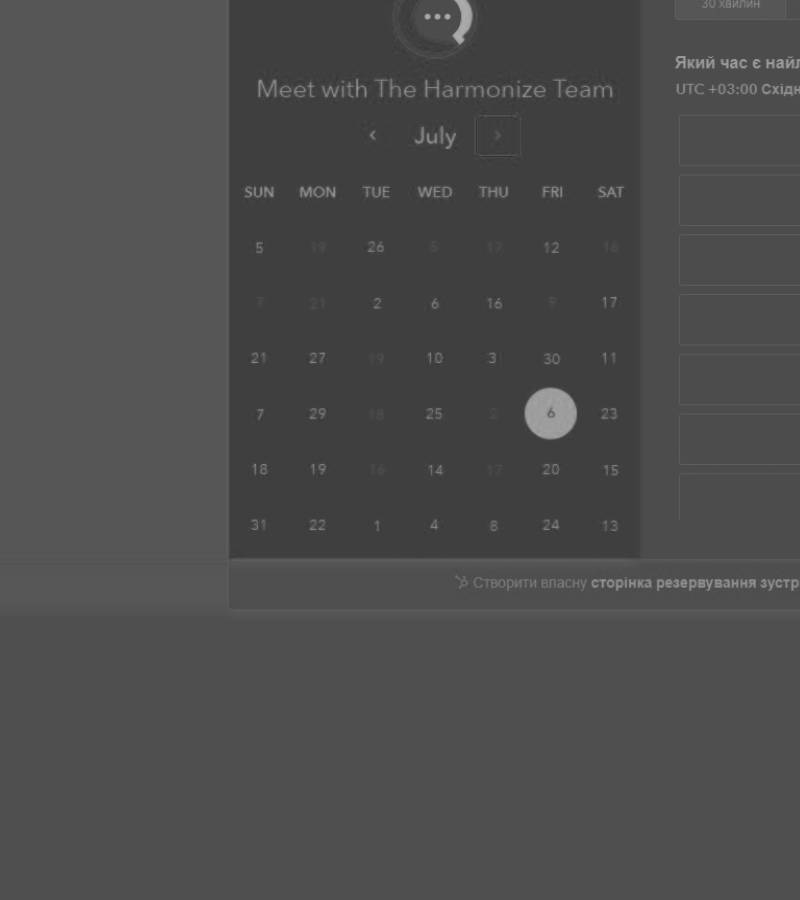 30 хвилин
Meet with The Harmonize Team
July
SUN MON TUE WED THU FRI SAT
5 19 26 5 17 12 16
7 21 2 6 16 9 17
21 27 19 10 3 30 11
7 29 18 25 2 6 23
18 19 16 14 17 20 15
31 22 1 4 8 24 13
Який час є найл
UTC +03:00 Східн
Створити власну сторінка резервування зустр